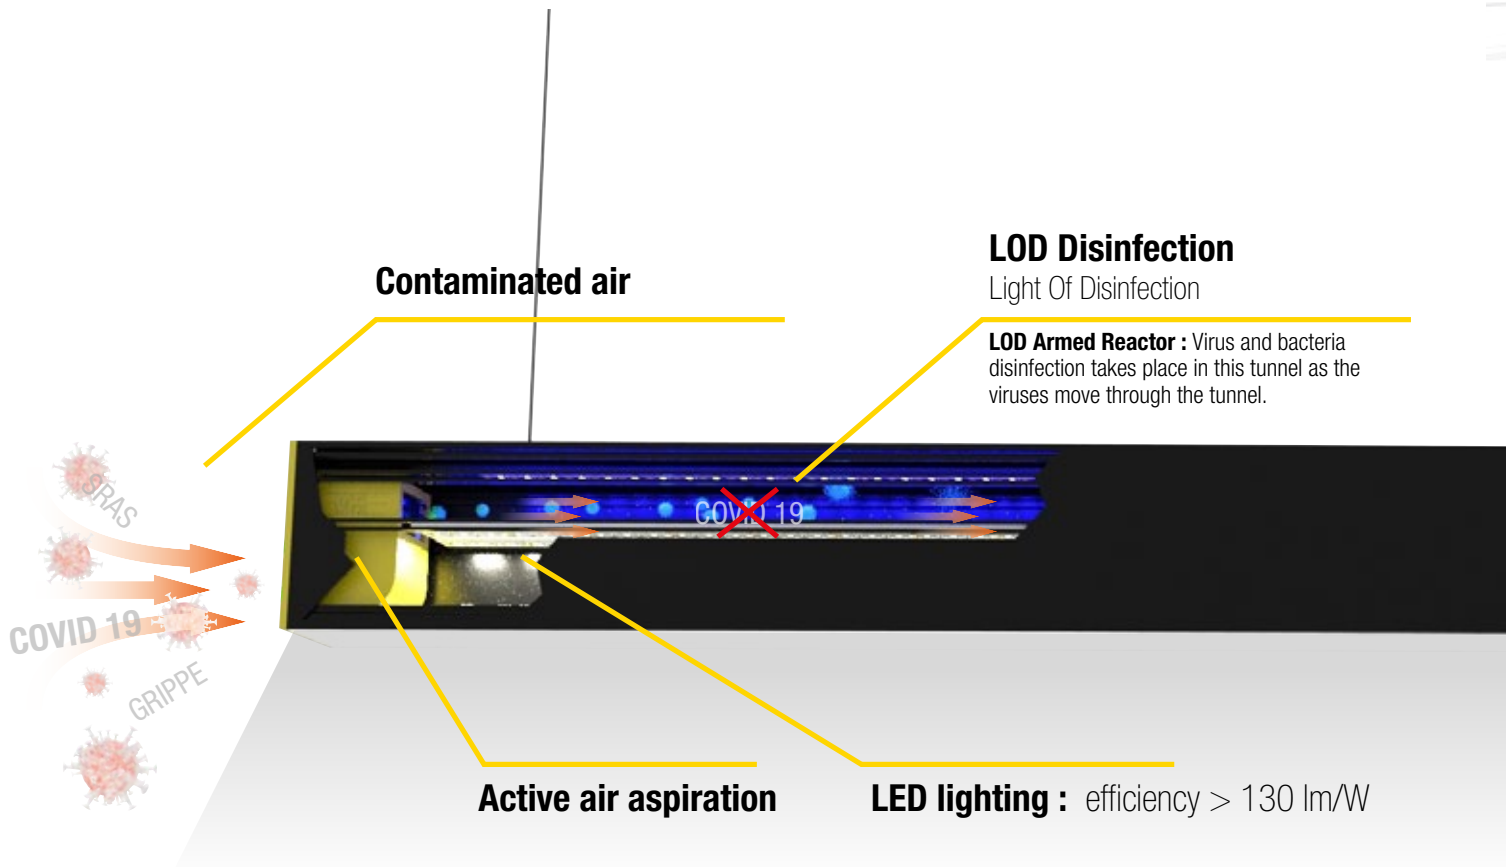 LOD Disinfection
Light Of Disinfection
Contaminated air
LOD Armed Reactor : Virus and bacteria
disinfection takes place in this tunnel as the
viruses move through the tunnel.
SRAS
COVID 19
COVID 19
GRIPPE
Active air aspiration
LED lighting : efficiency > 130 lm/W